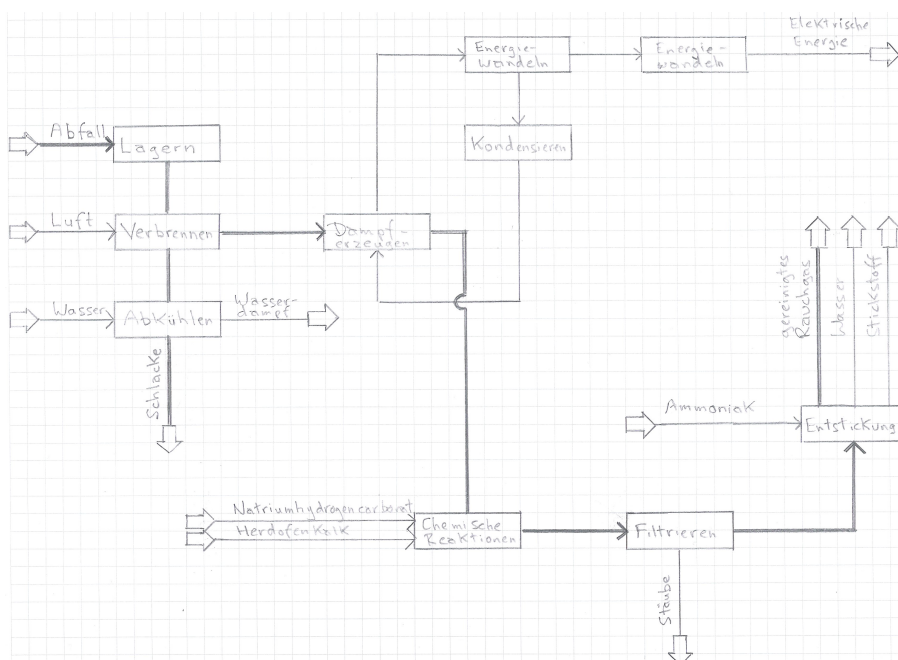 Elektrische
Energie
Energie-
wandeln
Energie-
wandeln
Abfall
Lagern
Kondensieren
Luft
Verbrennen
Dampf-
erzeugen
Wasser
Abkühlen
Wasser-
dampf
Schlacke
gereinigtes
Rauchgas
Wasser
Stickstoff
Ammoniak
Entstickung
Natriumhydrogencarbonat
Herdofenkalk
Chemische
Reaktionen
Filtrieren
Stäube